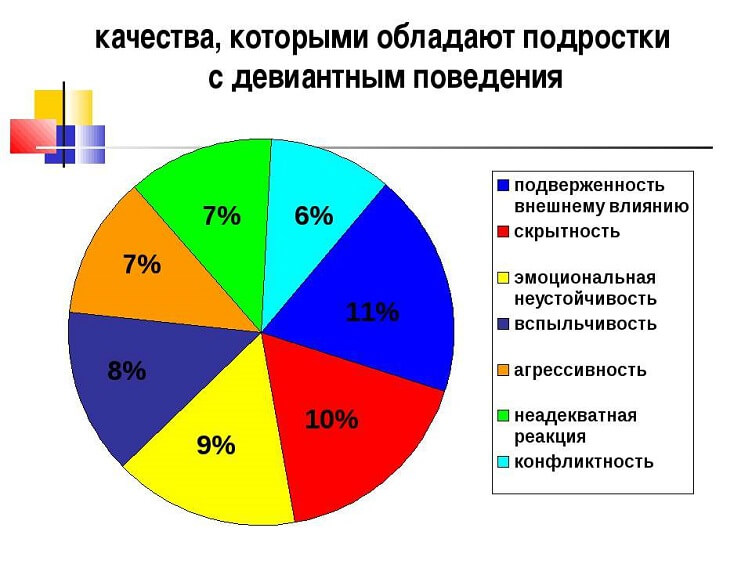 качества, которыми обладают подростки
с девиантным поведения
7%
6%
7%
11%
8%
10%
9%
подверженность
внешнему влиянию
скрытность
эмоциональная
неустойчивость
вспыльчивость
агрессивность
неадекватная
реакция
конфликтность